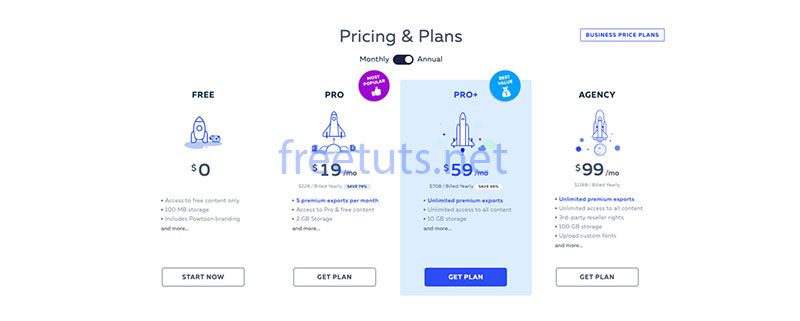 Pricing & Plans
BUSINESS PRICE PLANS
Monthly Annual
MOST POPULAR
BEST VALUE
FREE
$0
• Access to free content only
• 100 MB storage
• Includes Powtoon branding
and more...
START NOW
PRO
$19/mo
$228 / Billed Yearly SAVE 79%
• 5 premium exports per month
• Access to Pro & free content
• 2 GB Storage
and more...
GET PLAN
PRO+
$59/mo
$708 / Billed Yearly
• Unlimited premium exports
• Unlimited access to all content
• 10 GB storage
and more...
GET PLAN
AGENCY
$99/mo
$1188 / Billed Yearly
• Unlimited premium exports
• Unlimited access to all content
• 3rd-party reseller rights
• 100 GB storage
• Upload custom fonts
and more...
GET PLAN
freetuts.net